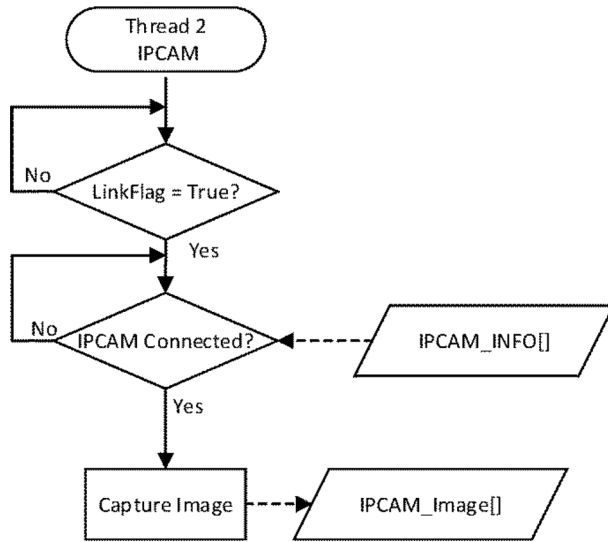 Thread 2
IPCAM
No
LinkFlag = True?
Yes
No
IPCAM Connected?
IPCAM_INFO[]
Yes
Capture Image
IPCAM_Image[]